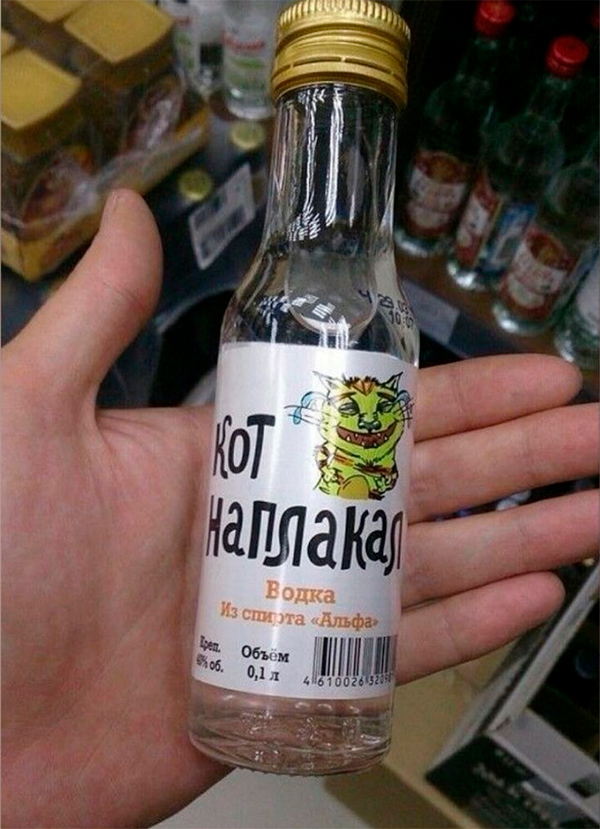 Кот
наплакал
Водка
Из спирта «Альфа»
Креп. Объём
40% об. 0,1 л